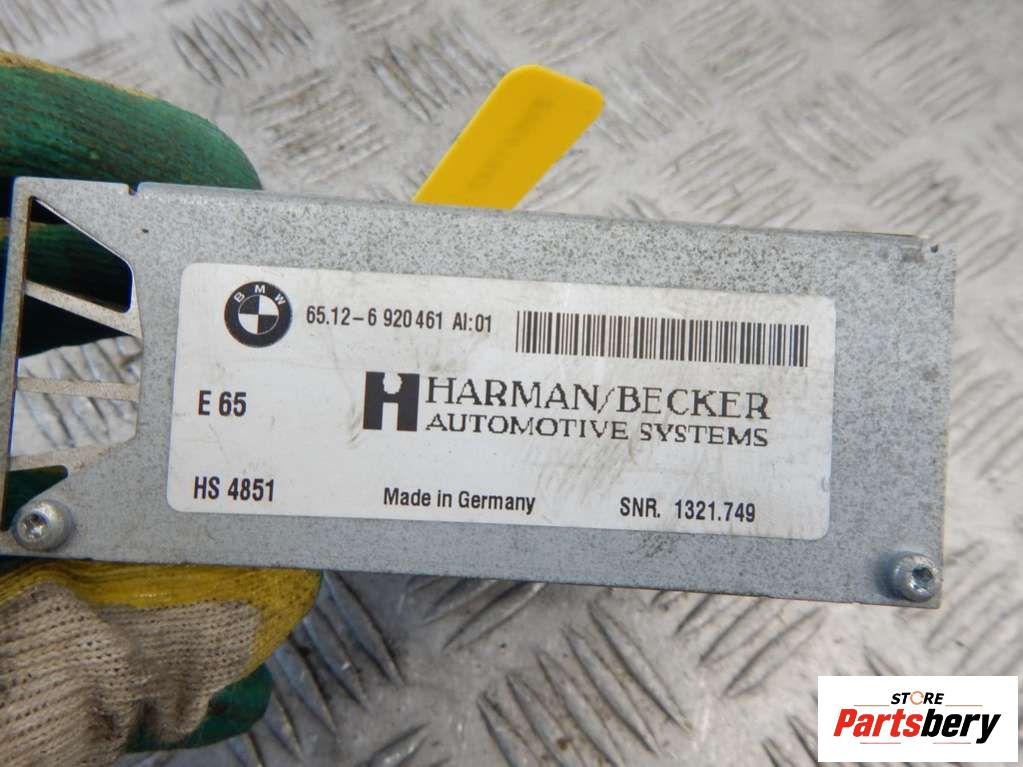 BMW
65.12-6 920461 AI:01
E 65
HARMAN/BECKER
AUTOMOTIVE SYSTEMS
HS 4851
Made in Germany
SNR. 1321.749
STORE
Partsbery